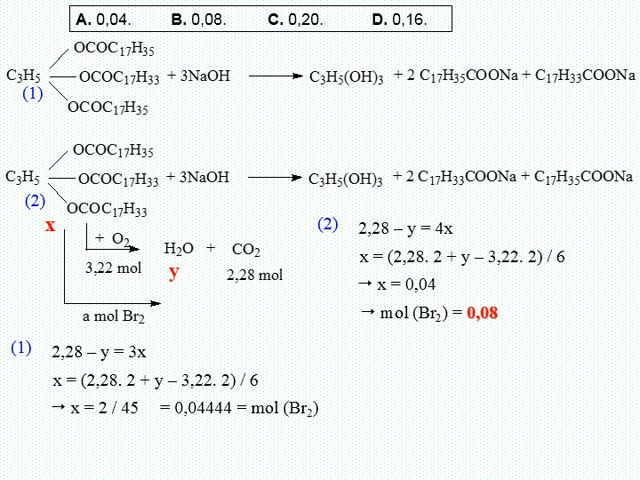 A. 0,04. B. 0,08. C. 0,20. D. 0,16.
OCOC17H35
C3H5 OCOC17H33 + 3NaOH C3H5(OH)3 + 2 C17H35COONa + C17H33COONa
(1)
OCOC17H35
OCOC17H35
C3H5 OCOC17H33 + 3NaOH C3H5(OH)3 + 2 C17H33COONa + C17H35COONa
(2)
OCOC17H33
x
+ O2 H2O + CO2
3,22 mol y 2,28 mol
a mol Br2
(2) 2,28 – y = 4x
x = (2,28. 2 + y – 3,22. 2) / 6
→ x = 0,04
→ mol (Br2) = 0,08
(1) 2,28 – y = 3x
x = (2,28. 2 + y – 3,22. 2) / 6
→ x = 2 / 45 = 0,04444 = mol (Br2)